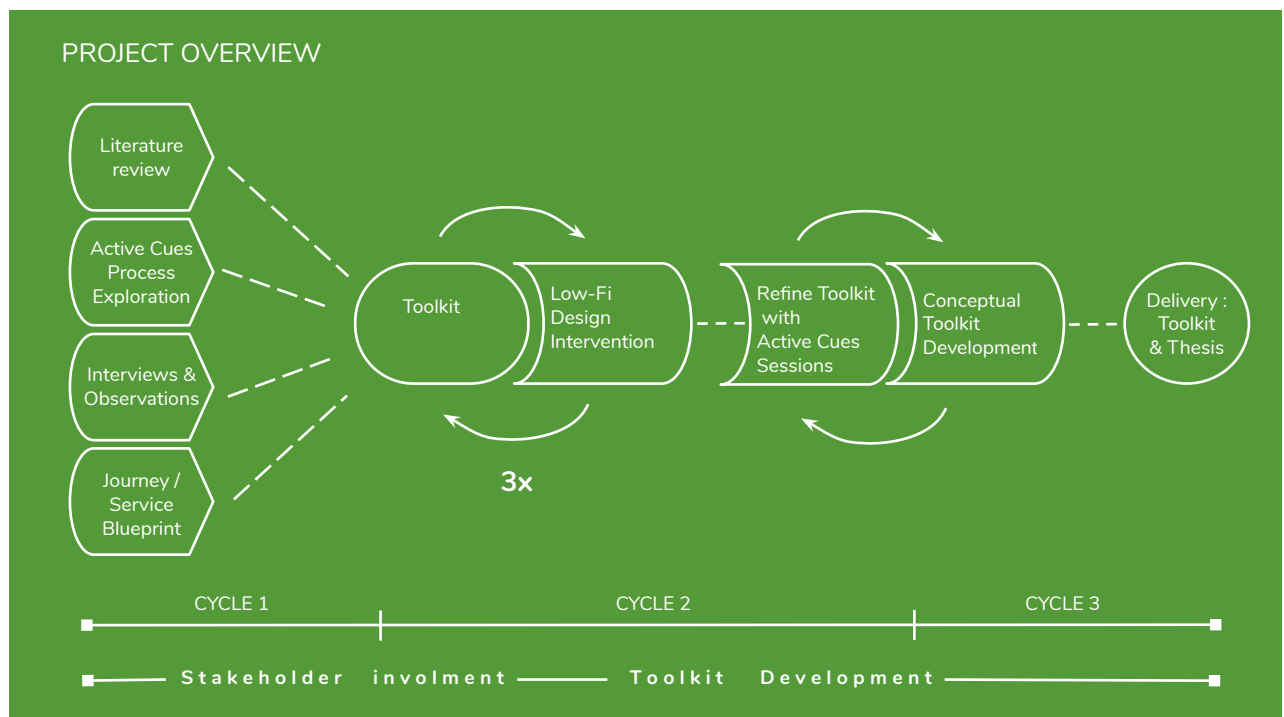 PROJECT OVERVIEW
Literature
review
Active Cues
Process
Exploration
Interviews &
Observations
Journey /
Service
Blueprint
Toolkit
Low-Fi
Design
Intervention
3x
Refine Toolkit
with
Active Cues
Sessions
Conceptual
Toolkit
Development
Delivery :
Toolkit
& Thesis
CYCLE 1
CYCLE 2
CYCLE 3
Stakeholder involment
Toolkit Development